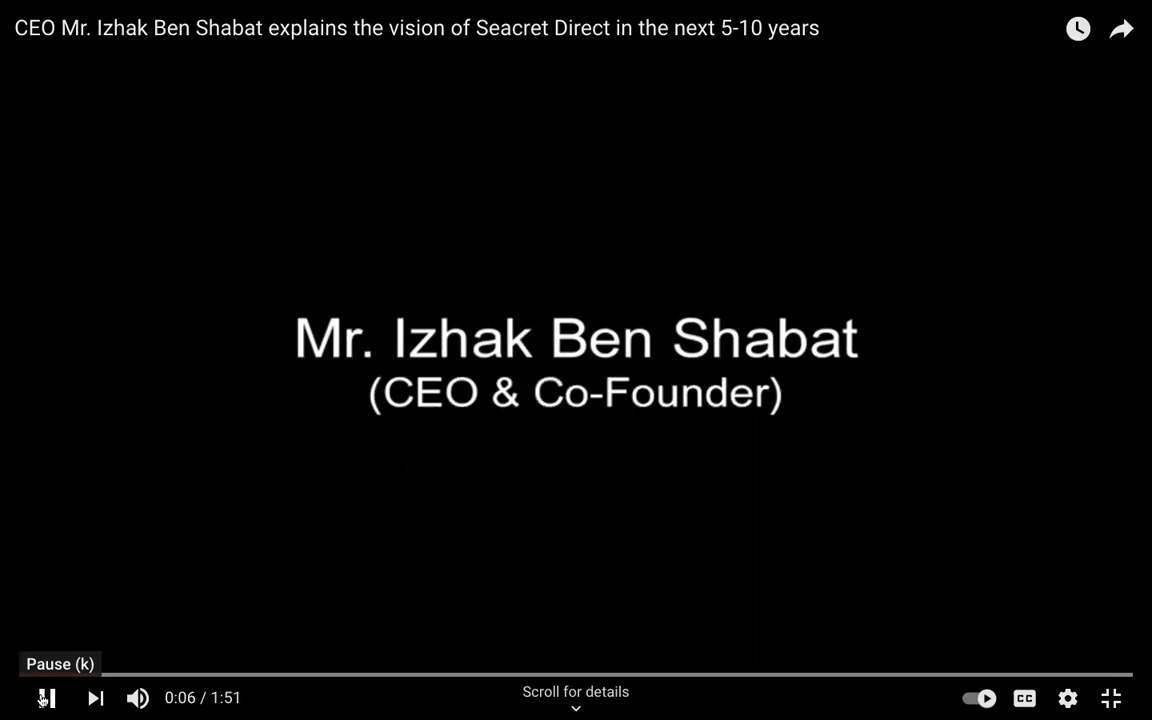 CEO Mr. Izhak Ben Shabat explains the vision of Seacret Direct in the next 5-10 years
Mr. Izhak Ben Shabat
(CEO & Co-Founder)
Pause (k)
0:06 / 1:51
Scroll for details
CC